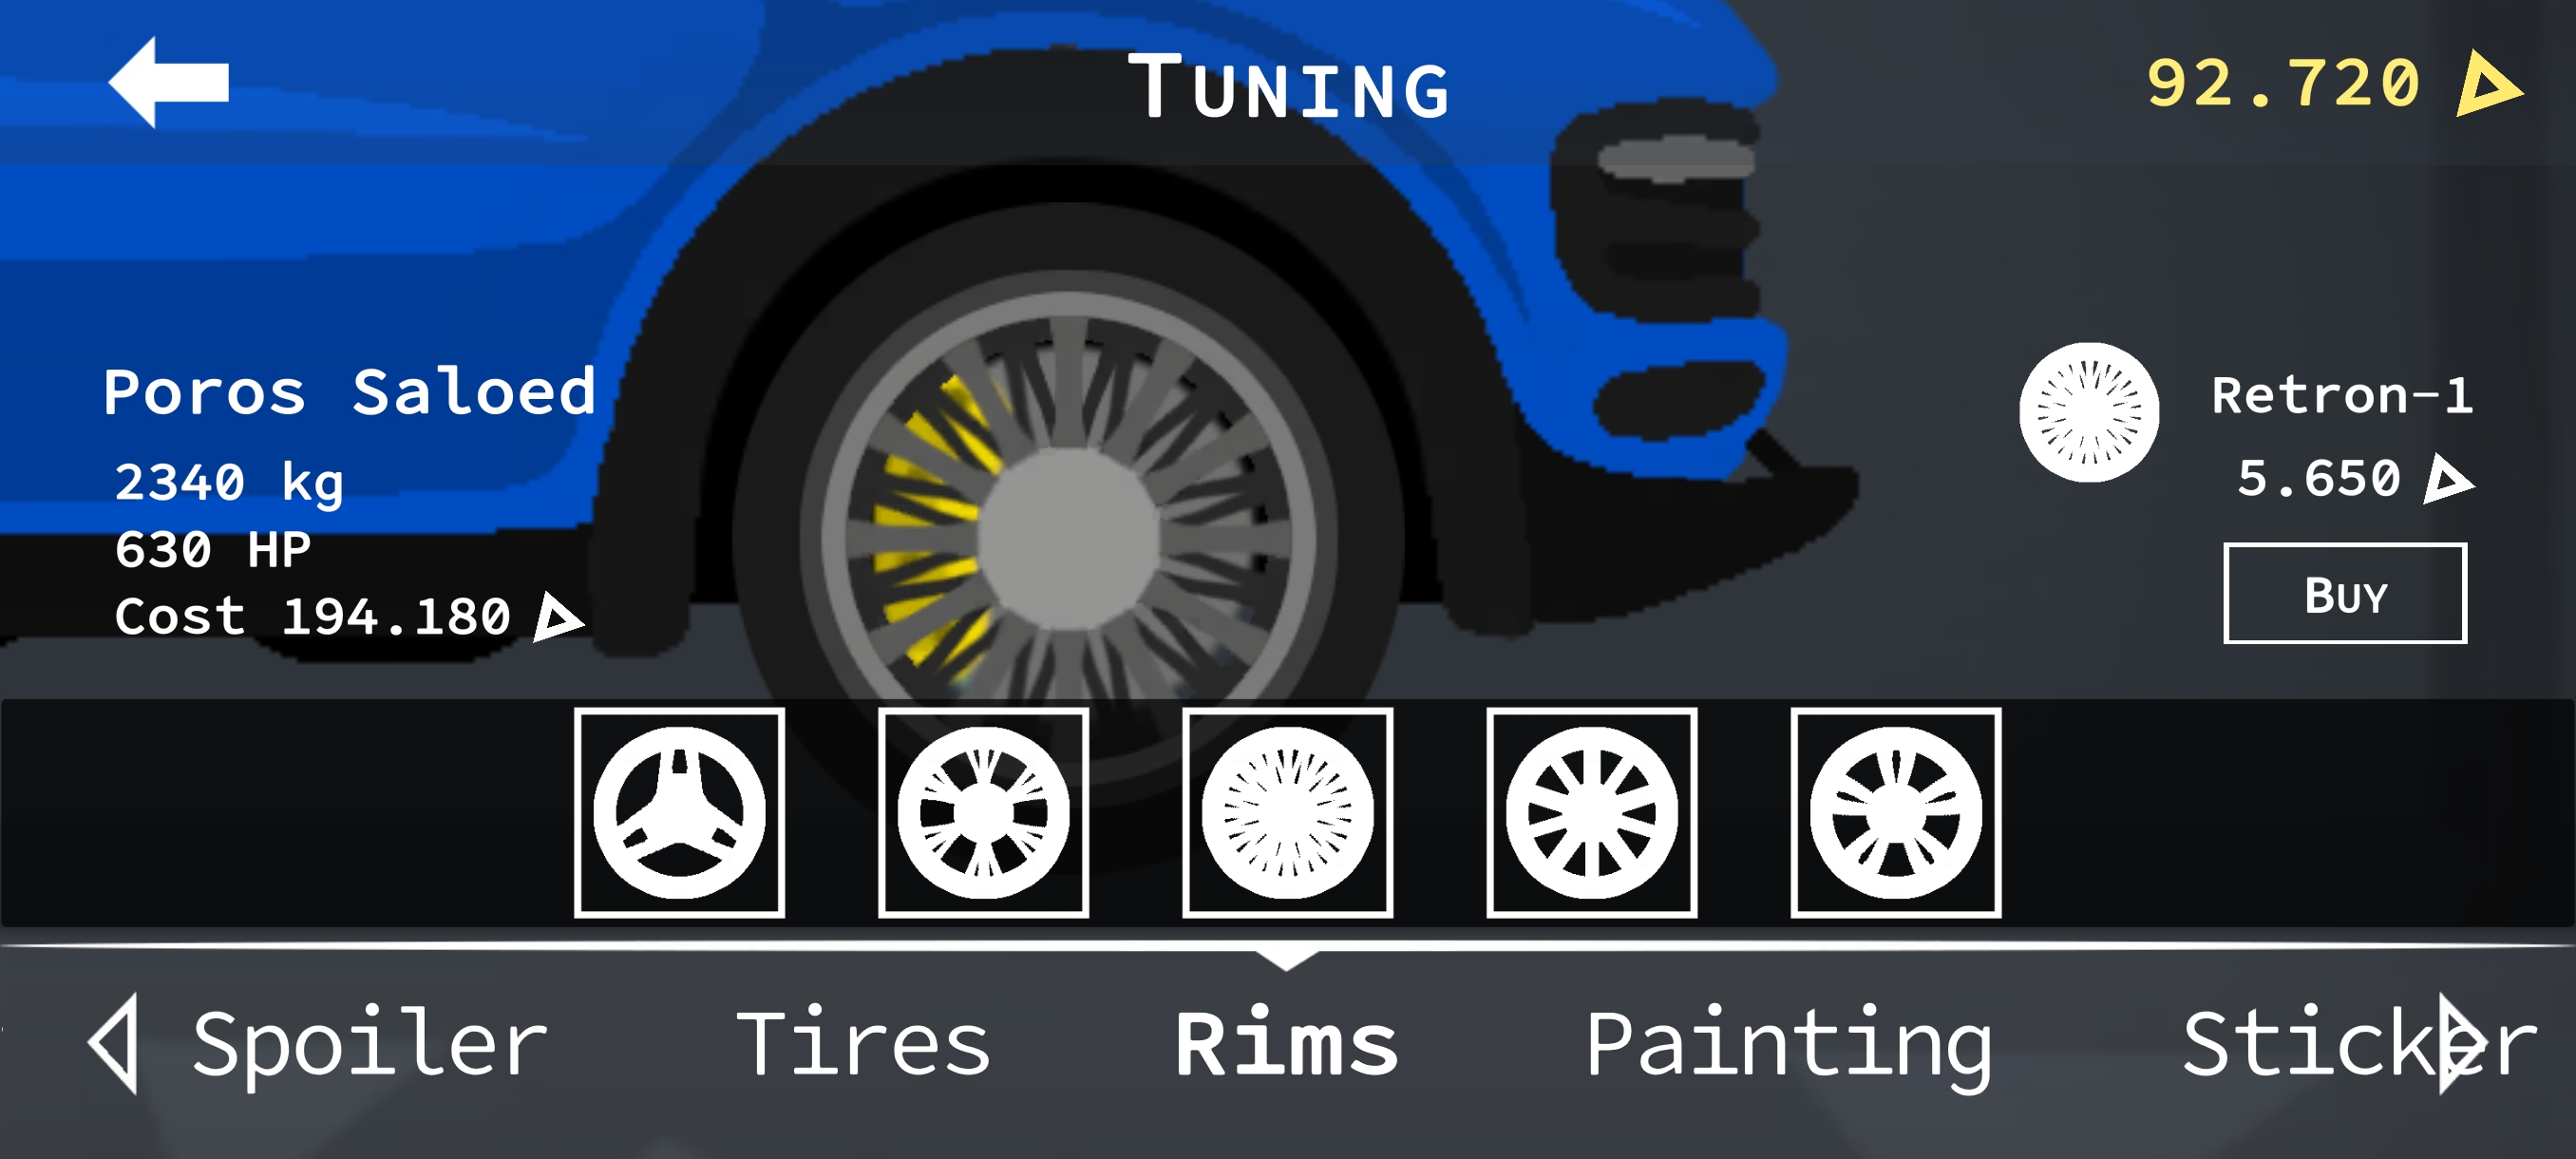 Tuning
92.720
Poros Saloed
2340 kg
630 HP
Cost 194.180
Retron-1
5.650
Buy
Spoiler
Tires
Rims
Painting
Sticker